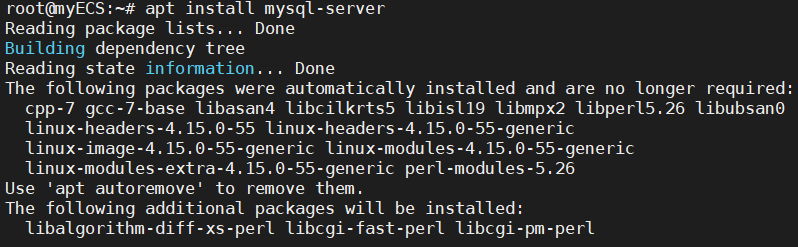 root@myECS:~# apt install mysql-server
Reading package lists... Done
Building dependency tree
Reading state information... Done
The following packages were automatically installed and are no longer required:
  cpp-7 gcc-7-base libasan4 libcilkrts5 libisl19 libmpx2 libperl5.26 libubsan0
  linux-headers-4.15.0-55 linux-headers-4.15.0-55-generic
  linux-image-4.15.0-55-generic linux-modules-4.15.0-55-generic
  linux-modules-extra-4.15.0-55-generic perl-modules-5.26
Use 'apt autoremove' to remove them.
The following additional packages will be installed:
  libalgorithm-diff-xs-perl libcgi-fast-perl libcgi-pm-perl